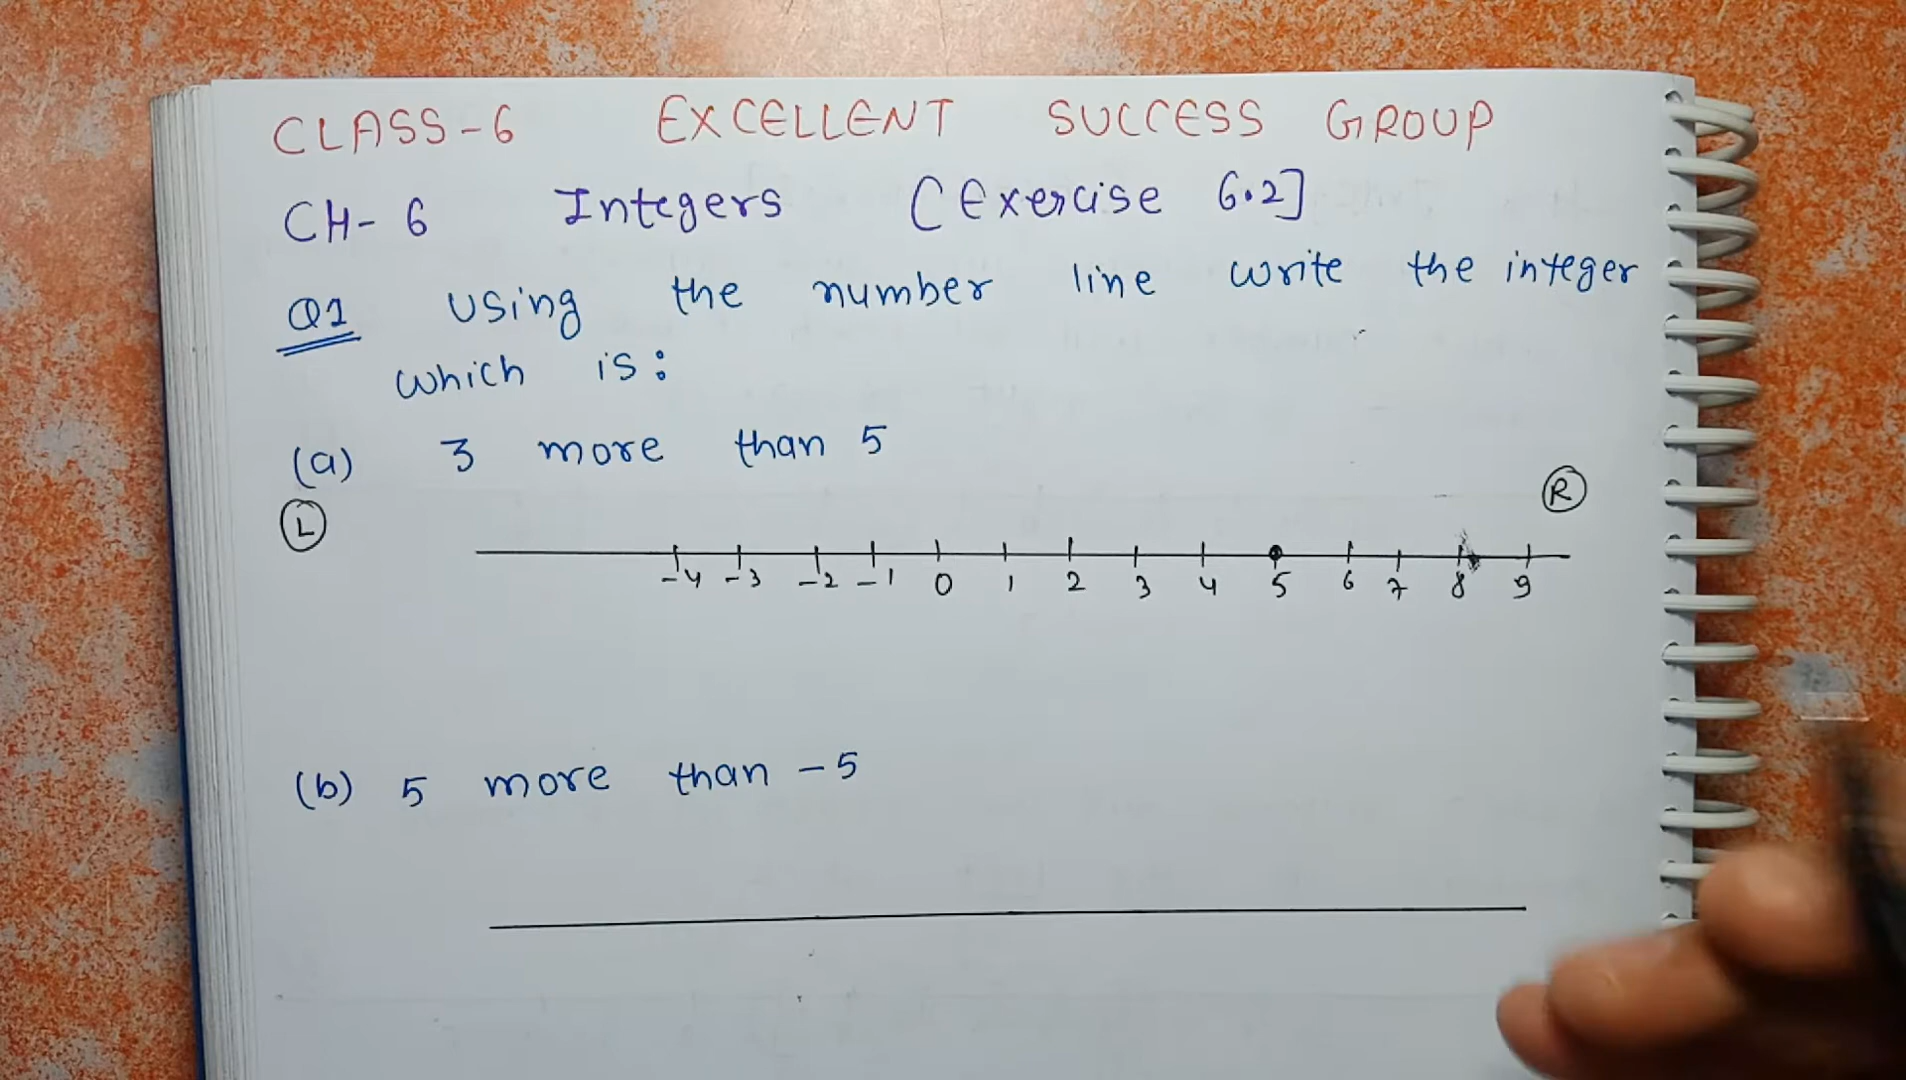 CLASS-6 EXCELLENT SUCCESS GROUP
CH-6 Integers [Exercise 6.2]
Q1 Using the number line write the integer
which is:
(a) 3 more than 5
L R
-4 -3 -2 -1 0 1 2 3 4 5 6 7 8 9
(b) 5 more than -5